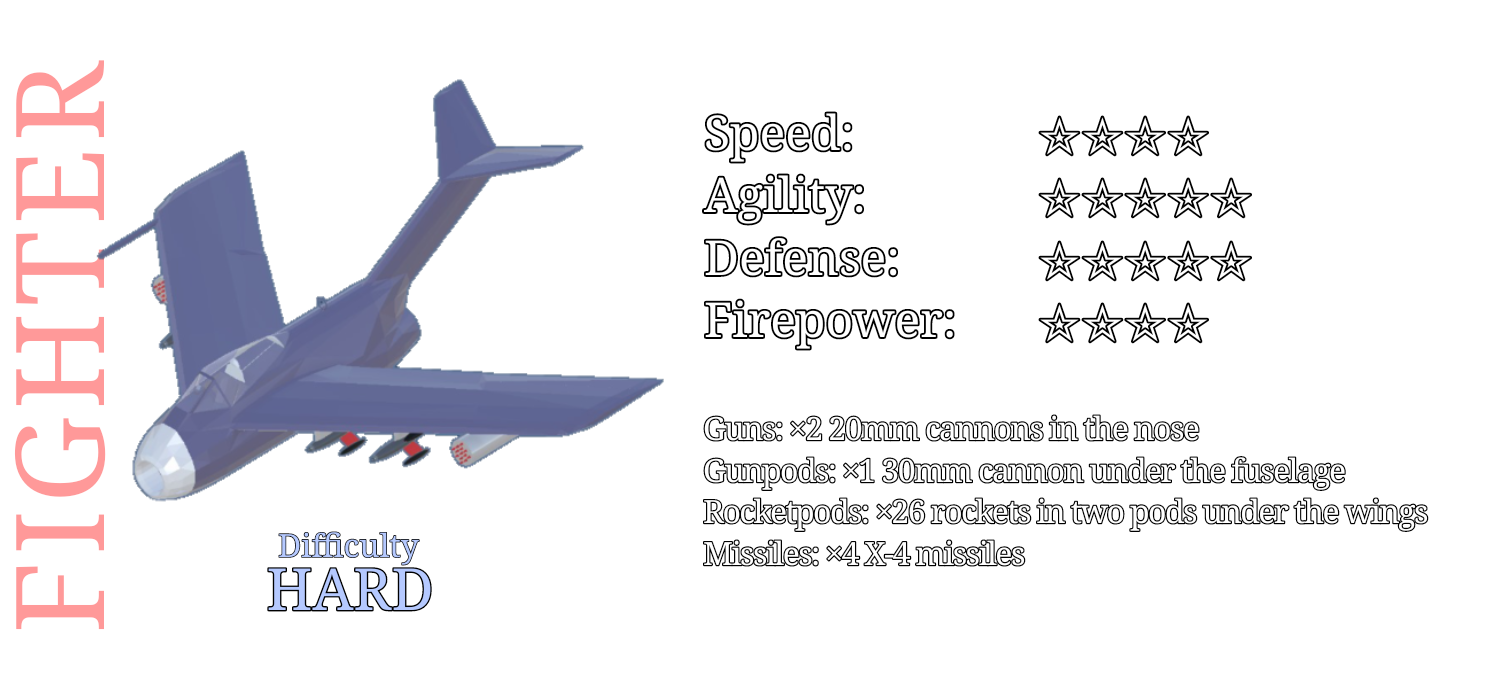 FIGHTER
Speed: ☆☆☆☆
Agility: ☆☆☆☆☆
Defense: ☆☆☆☆☆
Firepower: ☆☆☆☆
Guns: ×2 20mm cannons in the nose
Gunpods: ×1 30mm cannon under the fuselage
Rocketpods: ×26 rockets in two pods under the wings
Missiles: ×4 X-4 missiles
Difficulty
HARD